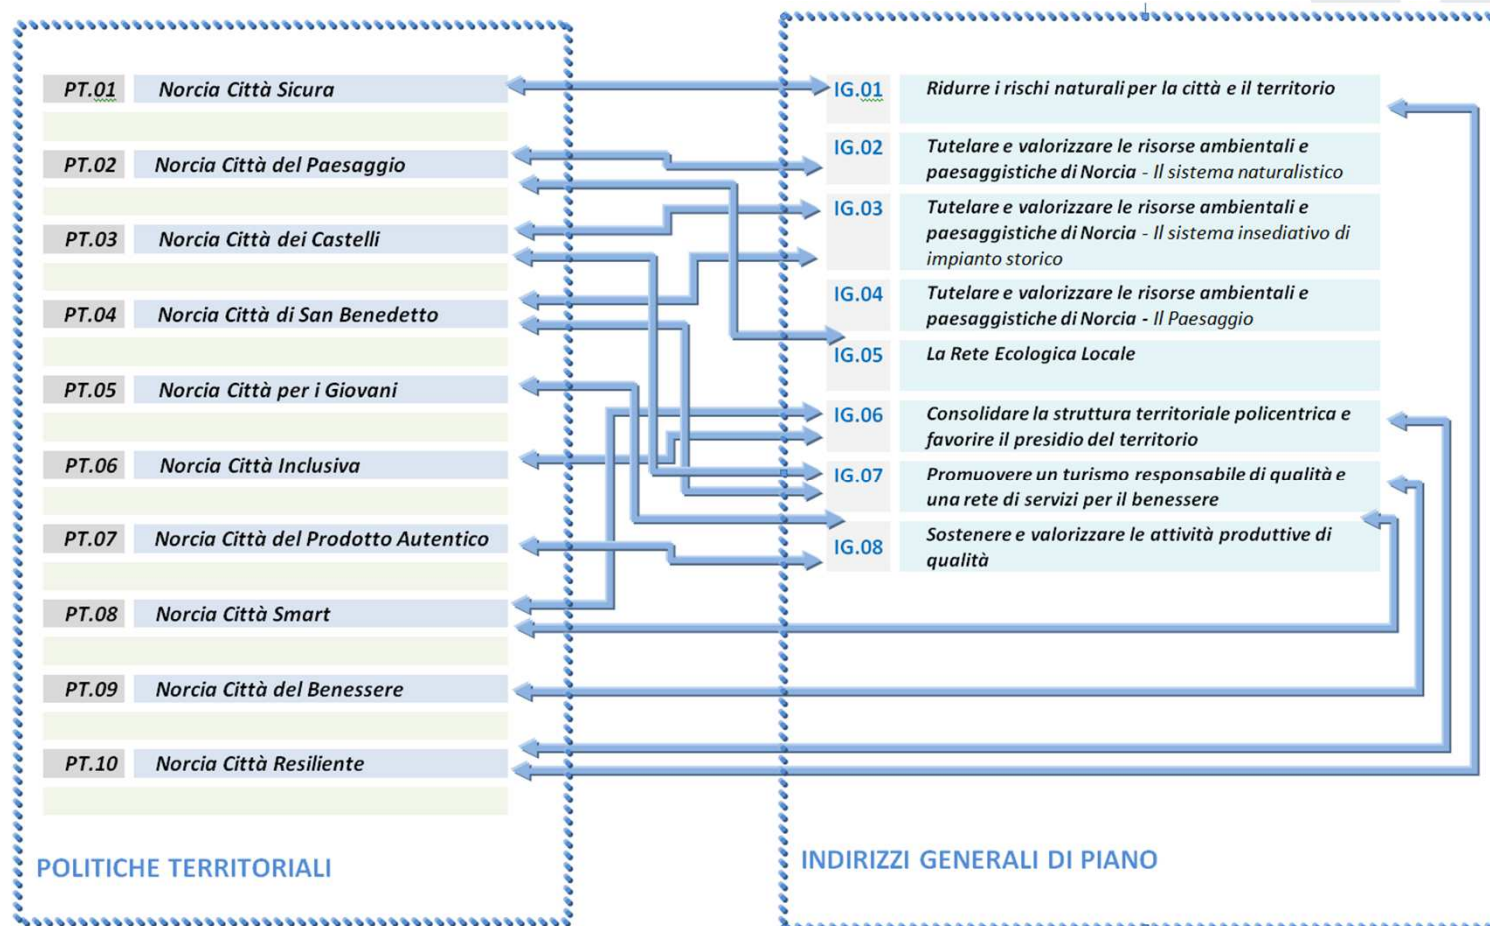 PT.01 Norcia Città Sicura
PT.02 Norcia Città del Paesaggio
PT.03 Norcia Città dei Castelli
PT.04 Norcia Città di San Benedetto
PT.05 Norcia Città per i Giovani
PT.06 Norcia Città Inclusiva
PT.07 Norcia Città del Prodotto Autentico
PT.08 Norcia Città Smart
PT.09 Norcia Città del Benessere
PT.10 Norcia Città Resiliente
POLITICHE TERRITORIALI
IG.01 Ridurre i rischi naturali per la città e il territorio
IG.02 Tutelare e valorizzare le risorse ambientali e
paesaggistiche di Norcia - Il sistema naturalistico
IG.03 Tutelare e valorizzare le risorse ambientali e
paesaggistiche di Norcia - Il sistema insediativo di
impianto storico
IG.04 Tutelare e valorizzare le risorse ambientali e
paesaggistiche di Norcia - Il Paesaggio
IG.05 La Rete Ecologica Locale
IG.06 Consolidare la struttura territoriale policentrica e
favorire il presidio del territorio
IG.07 Promuovere un turismo responsabile di qualità e
una rete di servizi per il benessere
IG.08 Sostenere e valorizzare le attività produttive di
qualità
INDIRIZZI GENERALI DI PIANO